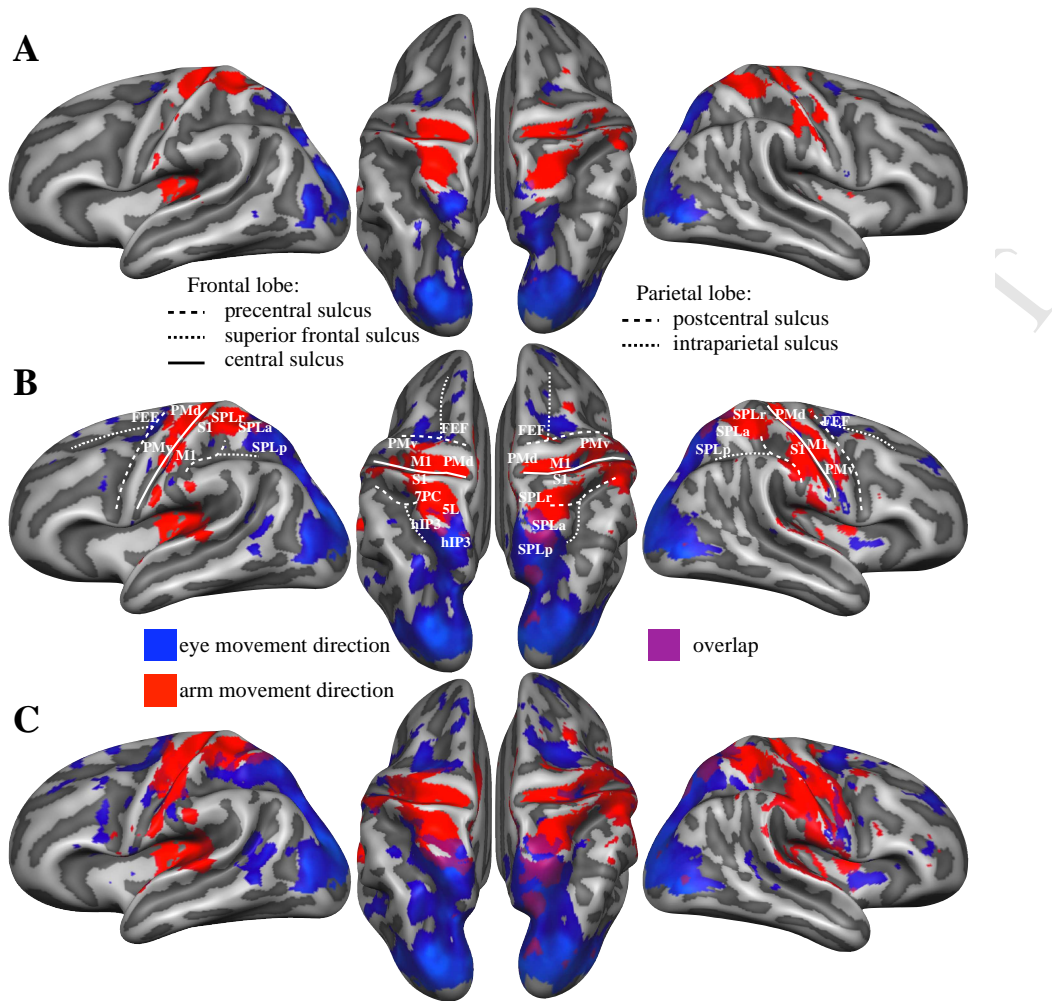 A
Frontal lobe:
precentral sulcus
superior frontal sulcus
central sulcus
Parietal lobe:
postcentral sulcus
intraparietal sulcus
B
FEF PMd SPLr
S1 SPLa
PMv M1 SPLp
FEF
PMv
M1 PMd
S1
7PC 5L
hIP3
hIP3
FEF PMv
PMd M1
S1
SPLr
SPLa
SPLp
SPLr PMd FEF
SPLa S1 M1
SPLp PMv
eye movement direction
overlap
arm movement direction
C